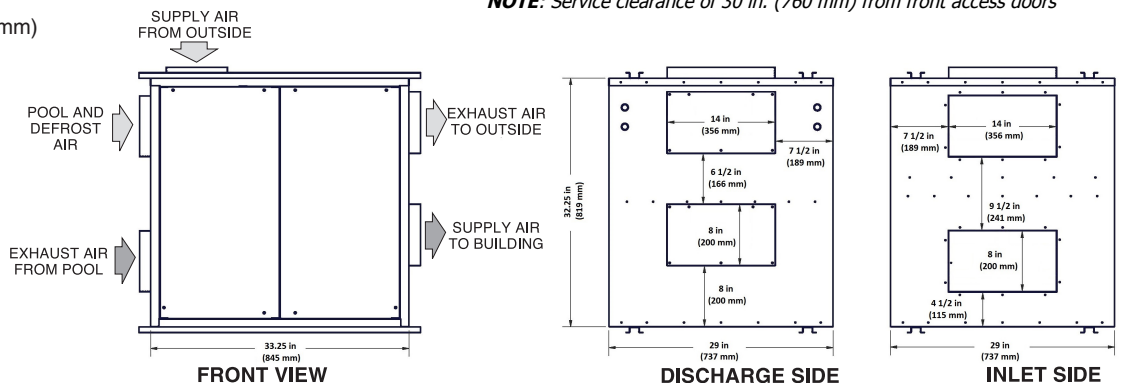 mm)
NOTE: Service clearance of 30 in. (760 mm) from front access doors
SUPPLY AIR
FROM OUTSIDE
POOL AND
DEFROST
AIR
EXHAUST AIR
TO OUTSIDE
EXHAUST AIR
FROM POOL
SUPPLY AIR
TO BUILDING
33.25 in
(845 mm)
FRONT VIEW
32.25 in
(819 mm)
14 in
(356 mm)
7 1/2 in
(189 mm)
6 1/2 in
(166 mm)
8 in
(200 mm)
8 in
(200 mm)
29 in
(737 mm)
DISCHARGE SIDE
7 1/2 in
(189 mm)
14 in
(356 mm)
9 1/2 in
(241 mm)
8 in
(200 mm)
4 1/2 in
(115 mm)
29 in
(737 mm)
INLET SIDE